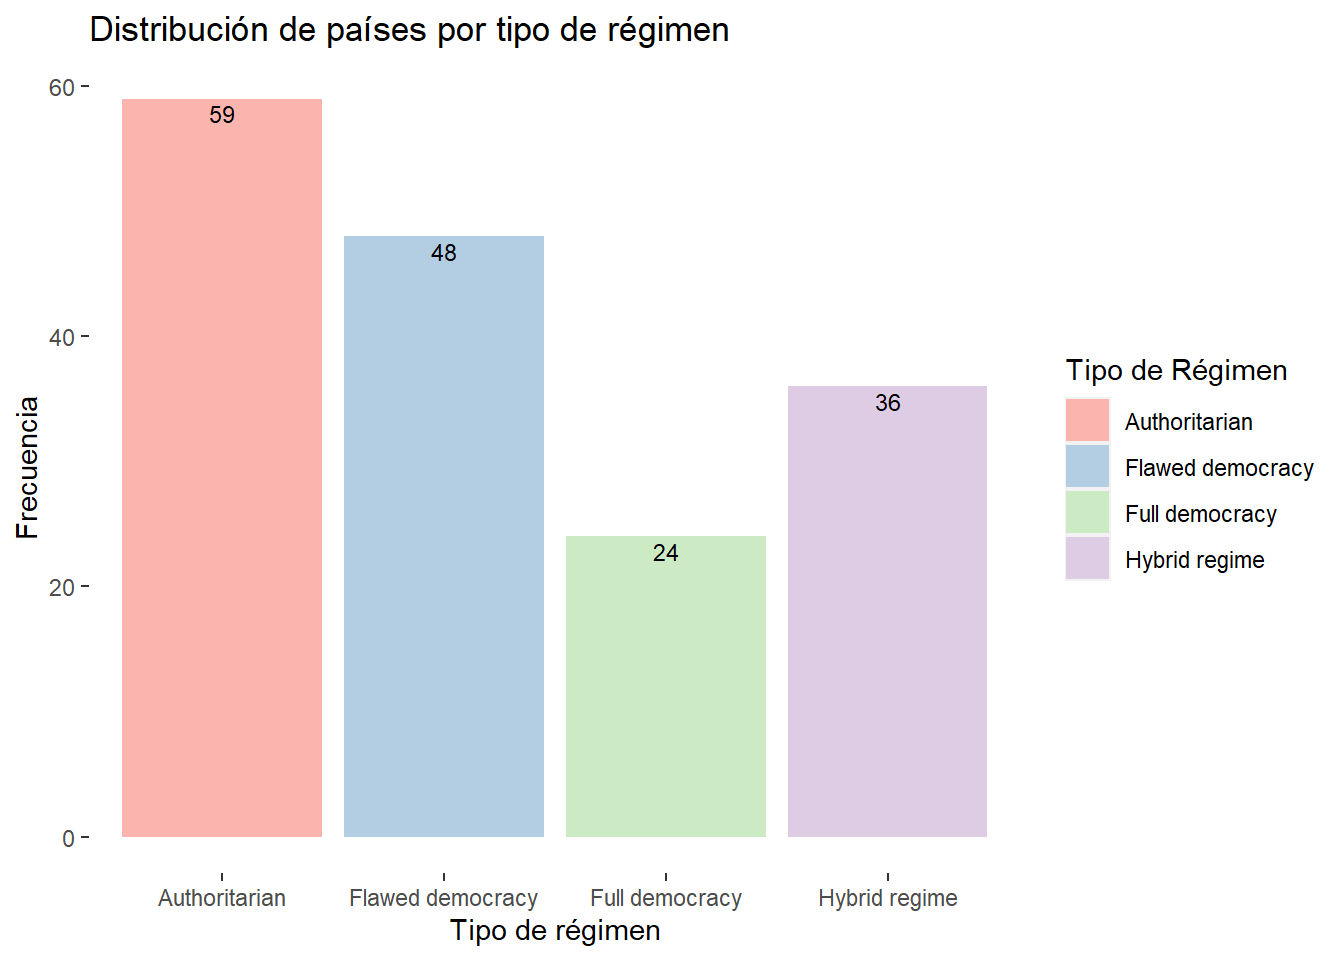 Distribución de países por tipo de régimen
Frecuencia
60
40
20
0
59
48
24
36
Authoritarian
Flawed democracy
Full democracy
Hybrid regime
Tipo de régimen
Tipo de Régimen
Authoritarian
Flawed democracy
Full democracy
Hybrid regime